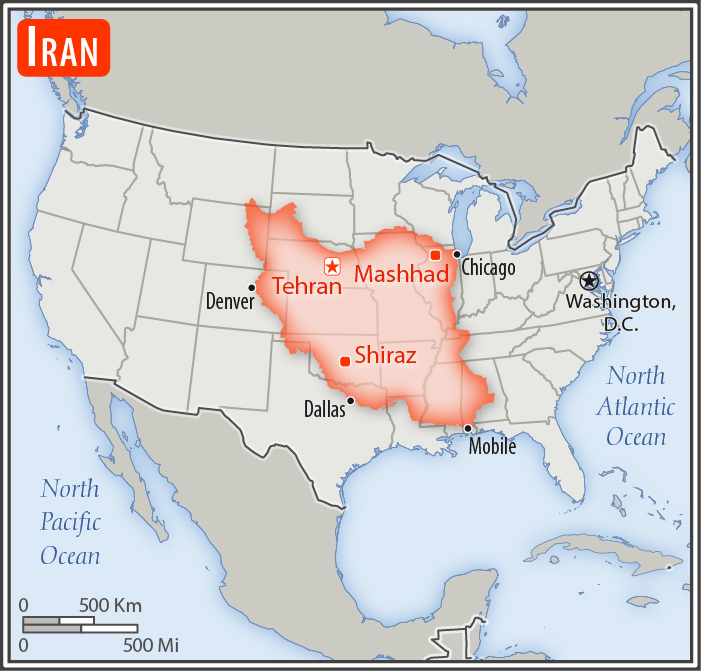 IRAN
Tehran
Mashhad
Chicago
Denver
Washington,
D.C.
Shiraz
Dallas
Mobile
North
Atlantic
Ocean
North
Pacific
Ocean
0 500 Km
0 500 Mi